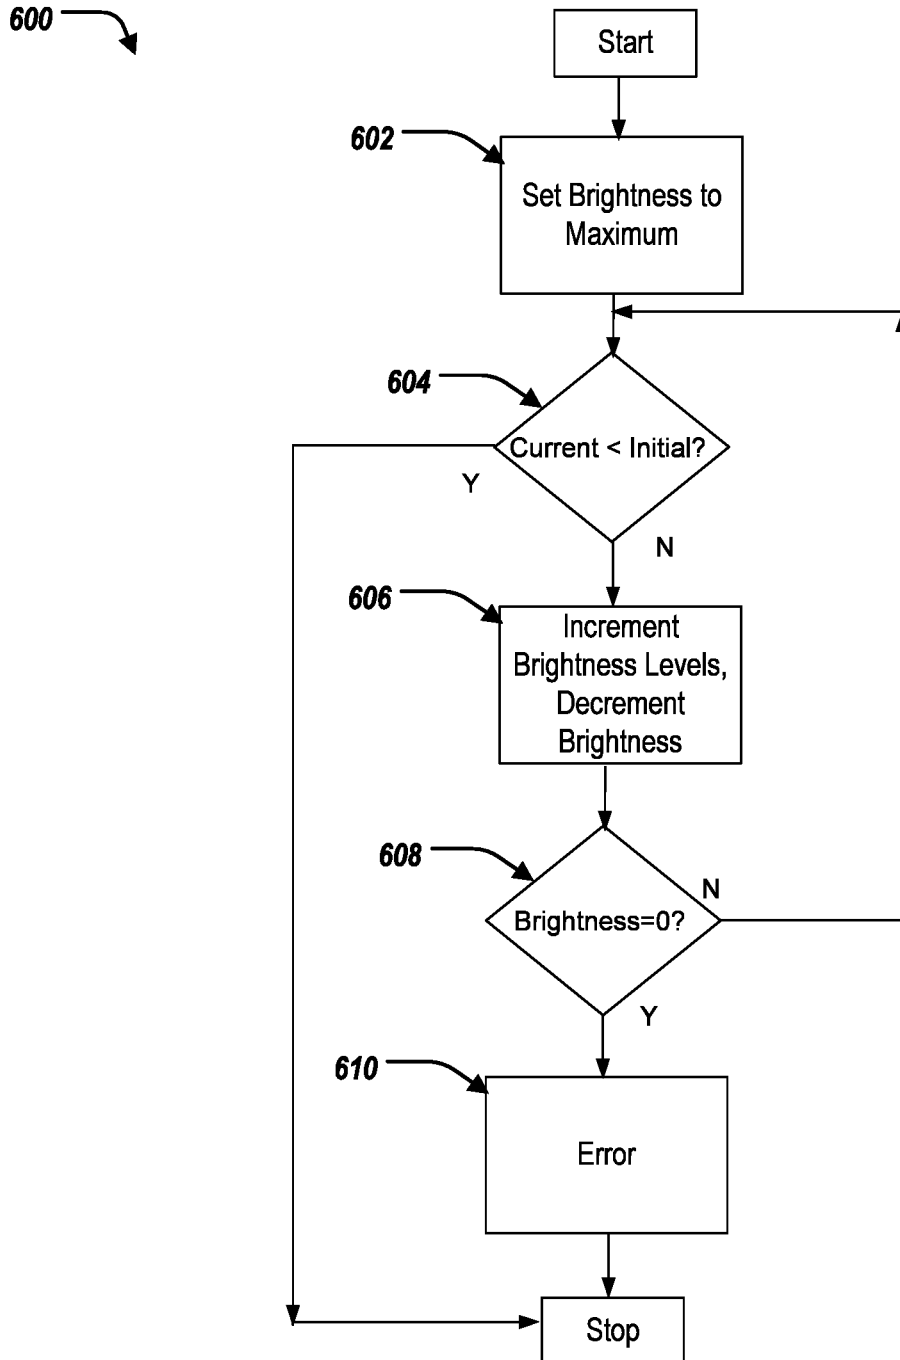 600
Start
602
Set Brightness to
Maximum
604
Current < Initial?
Y
N
606
Increment
Brightness Levels,
Decrement
Brightness
608
N
Brightness=0?
Y
610
Error
Stop